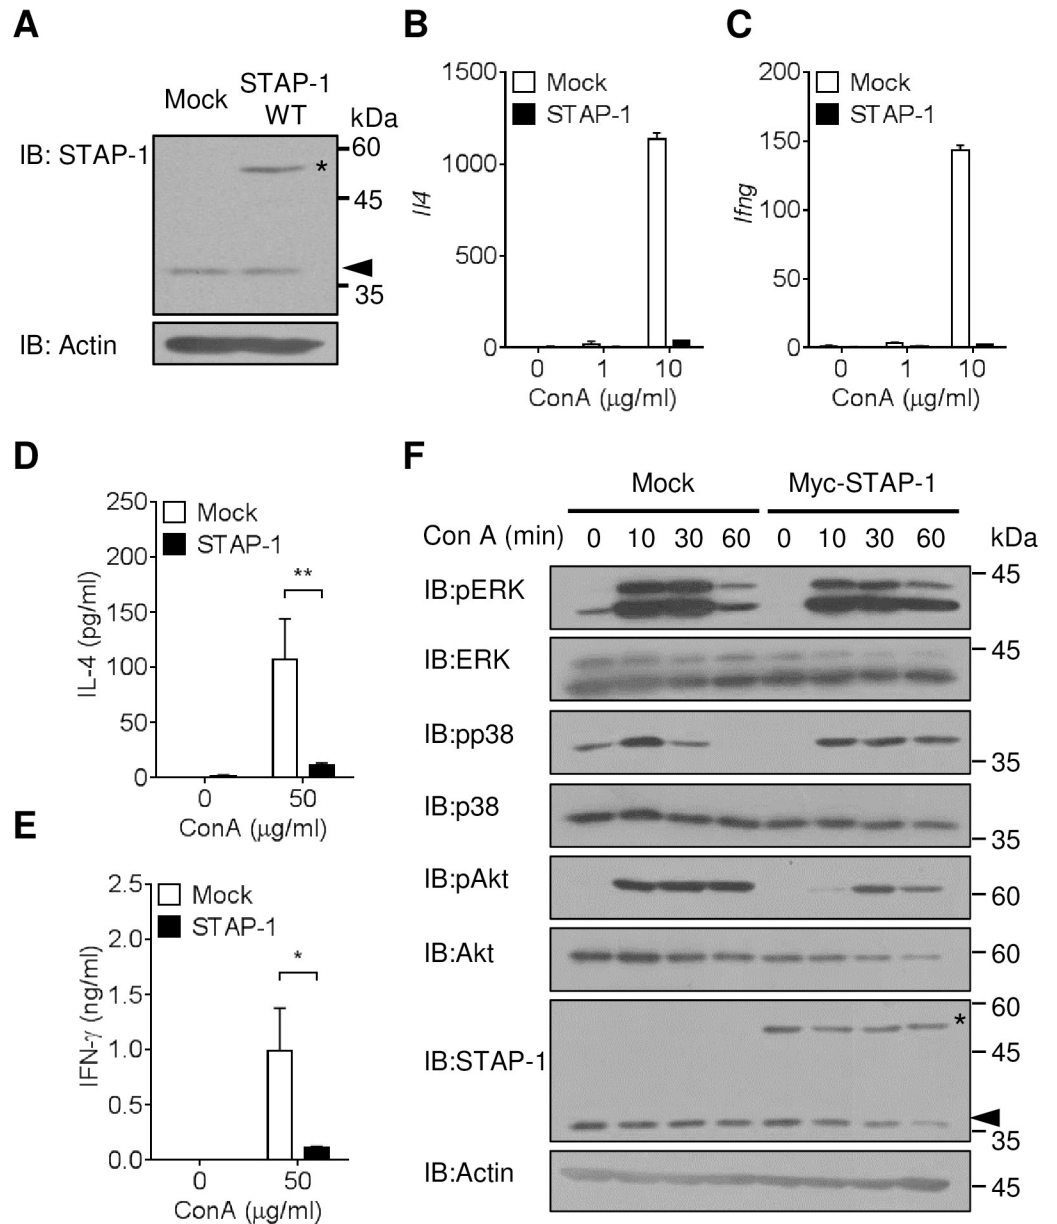 A
Mock
STAP-1
WT
kDa
IB: STAP-1
60
*
45
35
IB: Actin
B
1500
1000
500
0
Il4
Mock
STAP-1
0 1 10
ConA (μg/ml)
C
200
150
100
50
0
Ifng
Mock
STAP-1
0 1 10
ConA (μg/ml)
D
250
200
150
100
50
0
IL-4 (pg/ml)
Mock
STAP-1
**
0 50
ConA (μg/ml)
E
2.5
2.0
1.5
1.0
0.5
0.0
IFN-γ (ng/ml)
Mock
STAP-1
*
0 50
ConA (μg/ml)
F
Mock Myc-STAP-1
Con A (min) 0 10 30 60 0 10 30 60 kDa
IB:pERK 45
IB:ERK 45
IB:pp38 35
IB:p38 35
IB:pAkt 60
IB:Akt 60
60
*
45
IB:STAP-1
35
IB:Actin 45